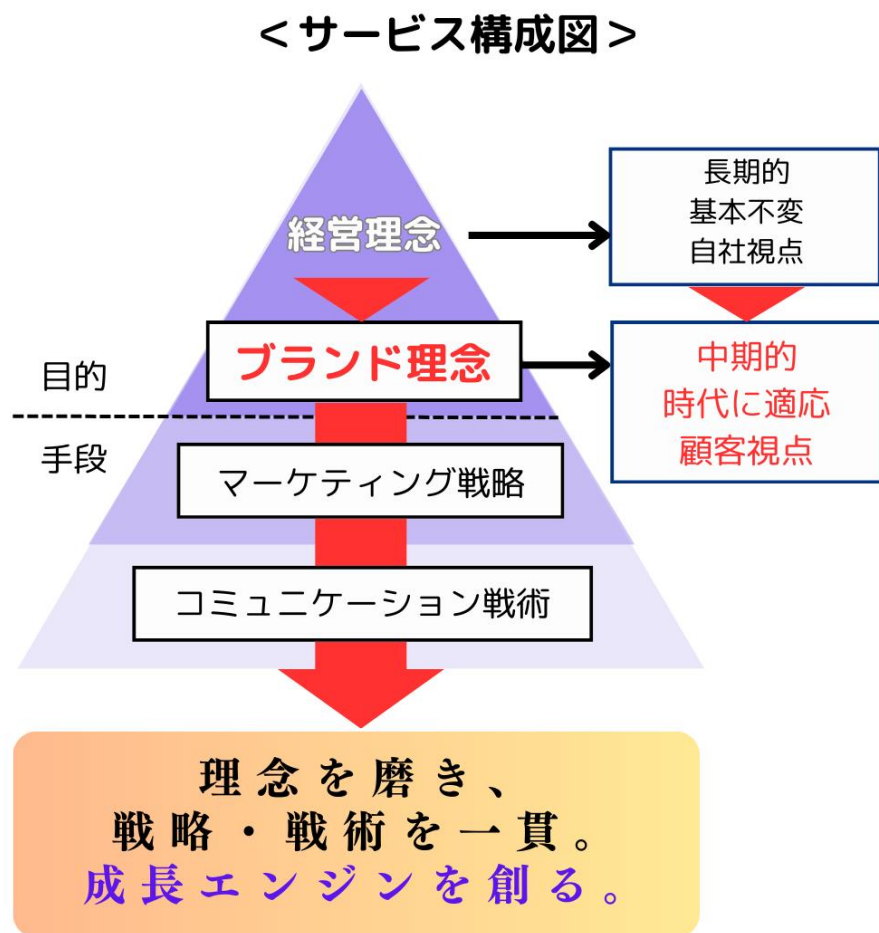 ＜サービス構成図＞
経営理念
長期的
基本不変
自社視点
ブランド理念
中期的
時代に適応
顧客視点
目的
手段
マーケティング戦略
コミュニケーション戦術
理念を磨き、
戦略・戦術を一貫。
成長エンジンを創る。